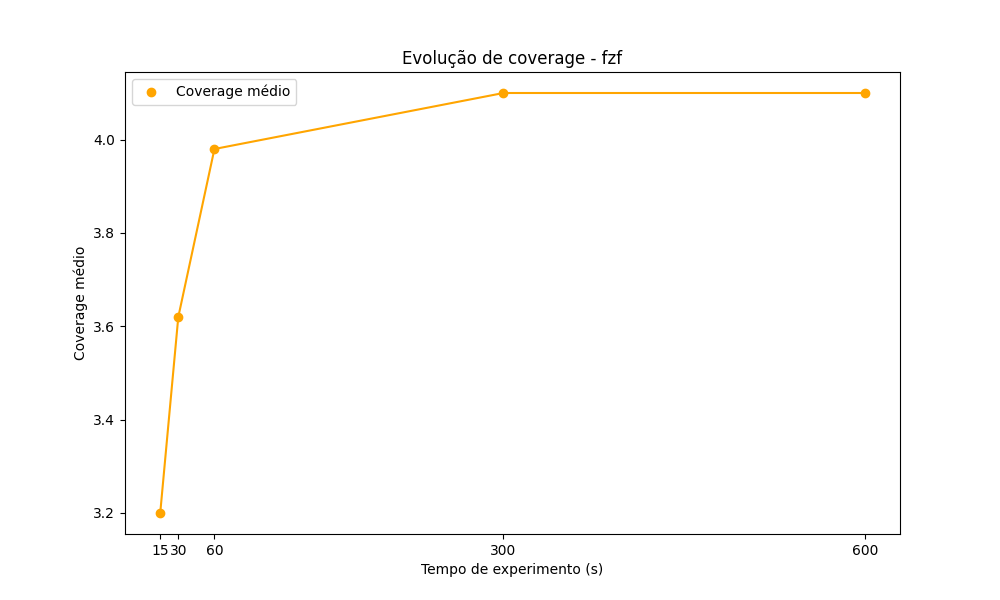 Evolução de coverage - fzf
Coverage médio
Coverage médio
4.0
3.8
3.6
3.4
3.2
15 30 60 300 600
Tempo de experimento (s)